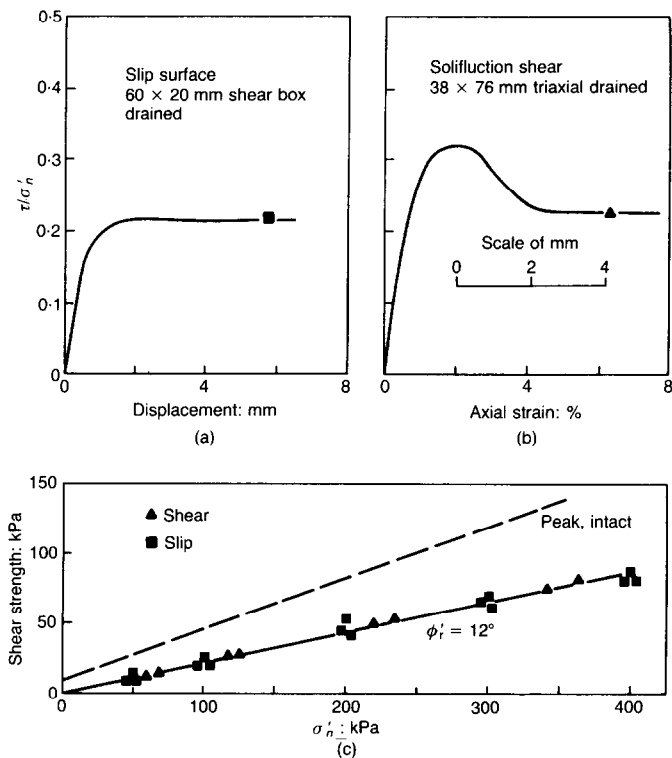 0·5
0·4
0·3
0·2
0·1
0
τ/σ′n
Slip surface
60 × 20 mm shear box
drained
0
4
8
Displacement: mm
(a)
Solifluction shear
38 × 76 mm triaxial drained
Scale of mm
0 2 4
0
4
8
Axial strain: %
(b)
150
100
50
0
Shear strength: kPa
Shear
Slip
Peak, intact
ϕ′r = 12°
0
100
200
300
400
σ′n : kPa
(c)